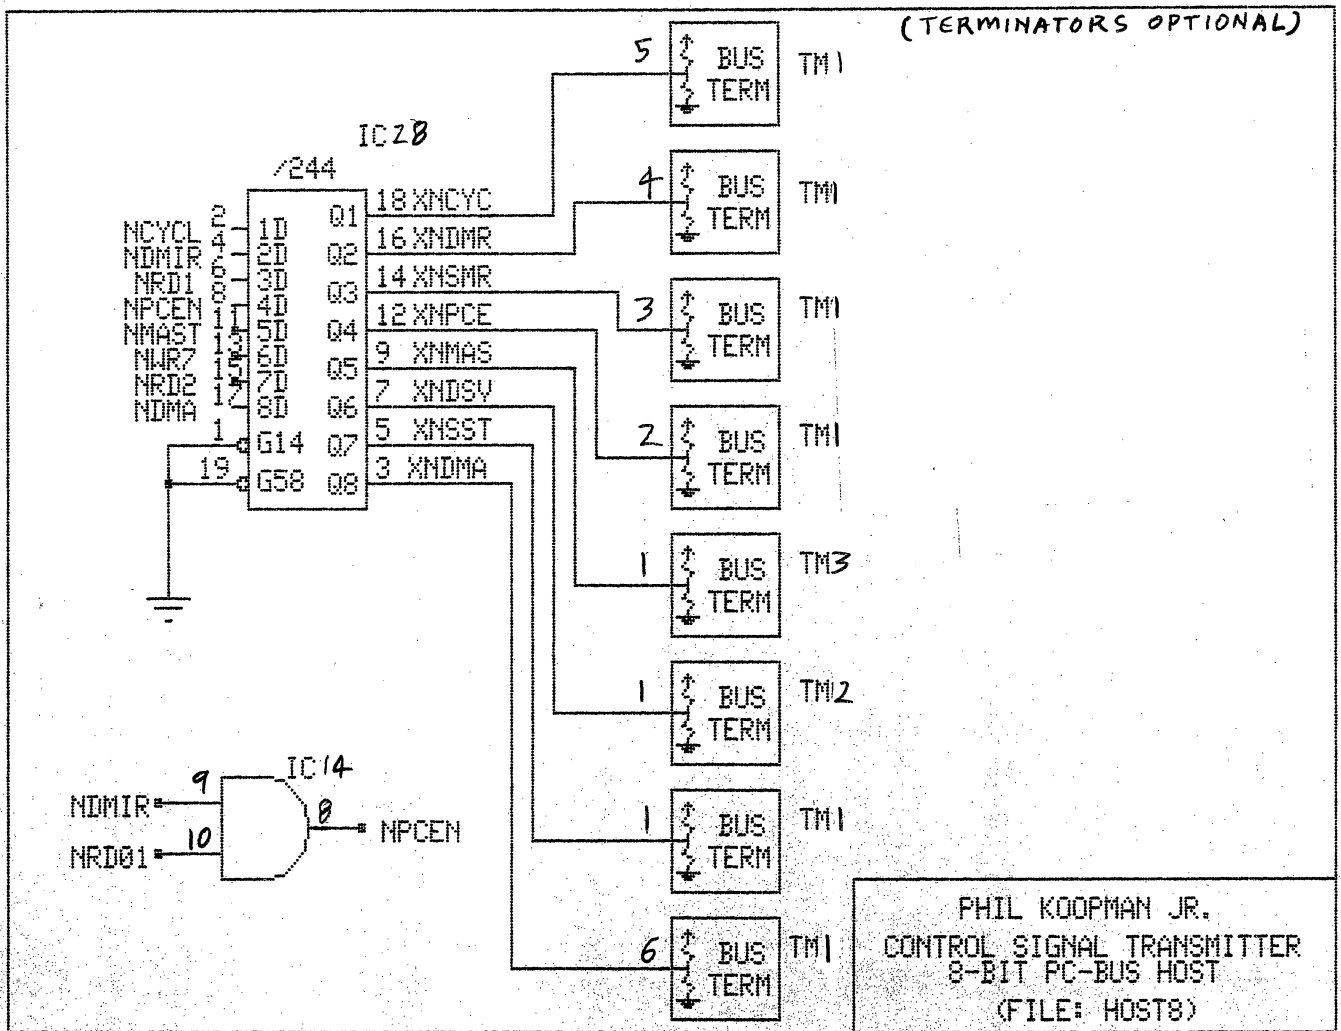 (TERMINATORS OPTIONAL)
5 BUS TERM TM1
IC28
/244
4 BUS TERM TM1
3 BUS TERM TM1
2 BUS TERM TM1
1 BUS TERM TM3
1 BUS TERM TM2
1 BUS TERM TM1
6 BUS TERM TM1
NCYCL 2 1D Q1 18 XNCYC
NDMIR 4 2D Q2 16 XNDMR
NRD1 6 3D Q3 14 XNSMR
NPCEN 8 4D Q4 12 XNPCE
NMAST 11 5D Q5 9 XNMAS
NWR7 13 6D Q6 7 XNDSV
NRD2 15 7D Q7 5 XNSST
NDMA 17 8D Q8 3 XNDMA
1 G14
19 G58
IC14
NDMIR 9
NRD01 10
8 NPCEN
PHIL KOOPMAN JR.
CONTROL SIGNAL TRANSMITTER
8-BIT PC-BUS HOST
(FILE: HOST8)